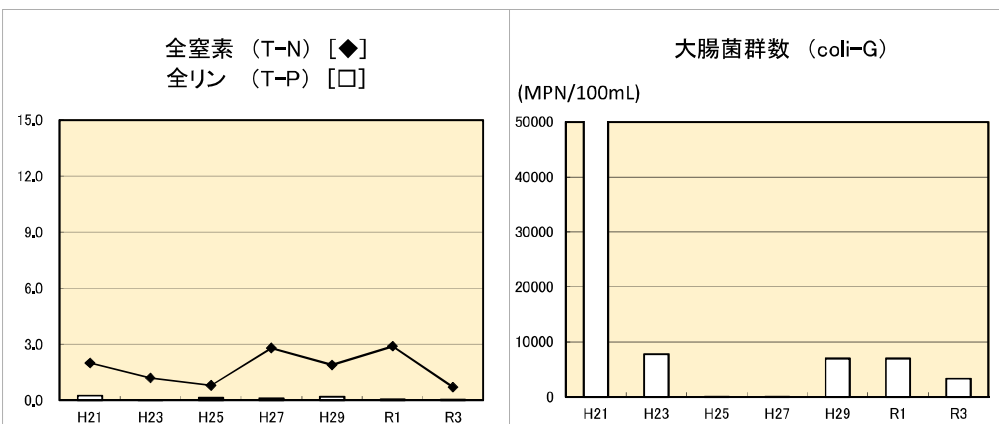 全窒素 （T-N）［◆］
全リン （T-P）［□］
15.0
12.0
9.0
6.0
3.0
0.0
H21 H23 H25 H27 H29 R1 R3
大腸菌群数 （coli-G）
(MPN/100mL)
50000
40000
30000
20000
10000
0
H21 H23 H25 H27 H29 R1 R3